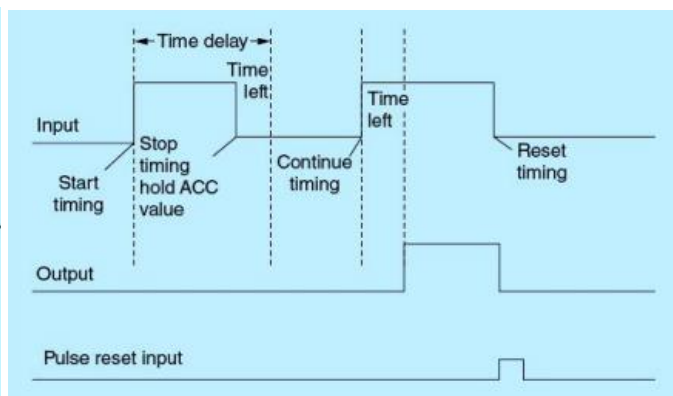 Time delay
Time
left
Input
Stop
timing
hold ACC
value
Start
timing
Continue
timing
Time
left
Reset
timing
Output
Pulse reset input